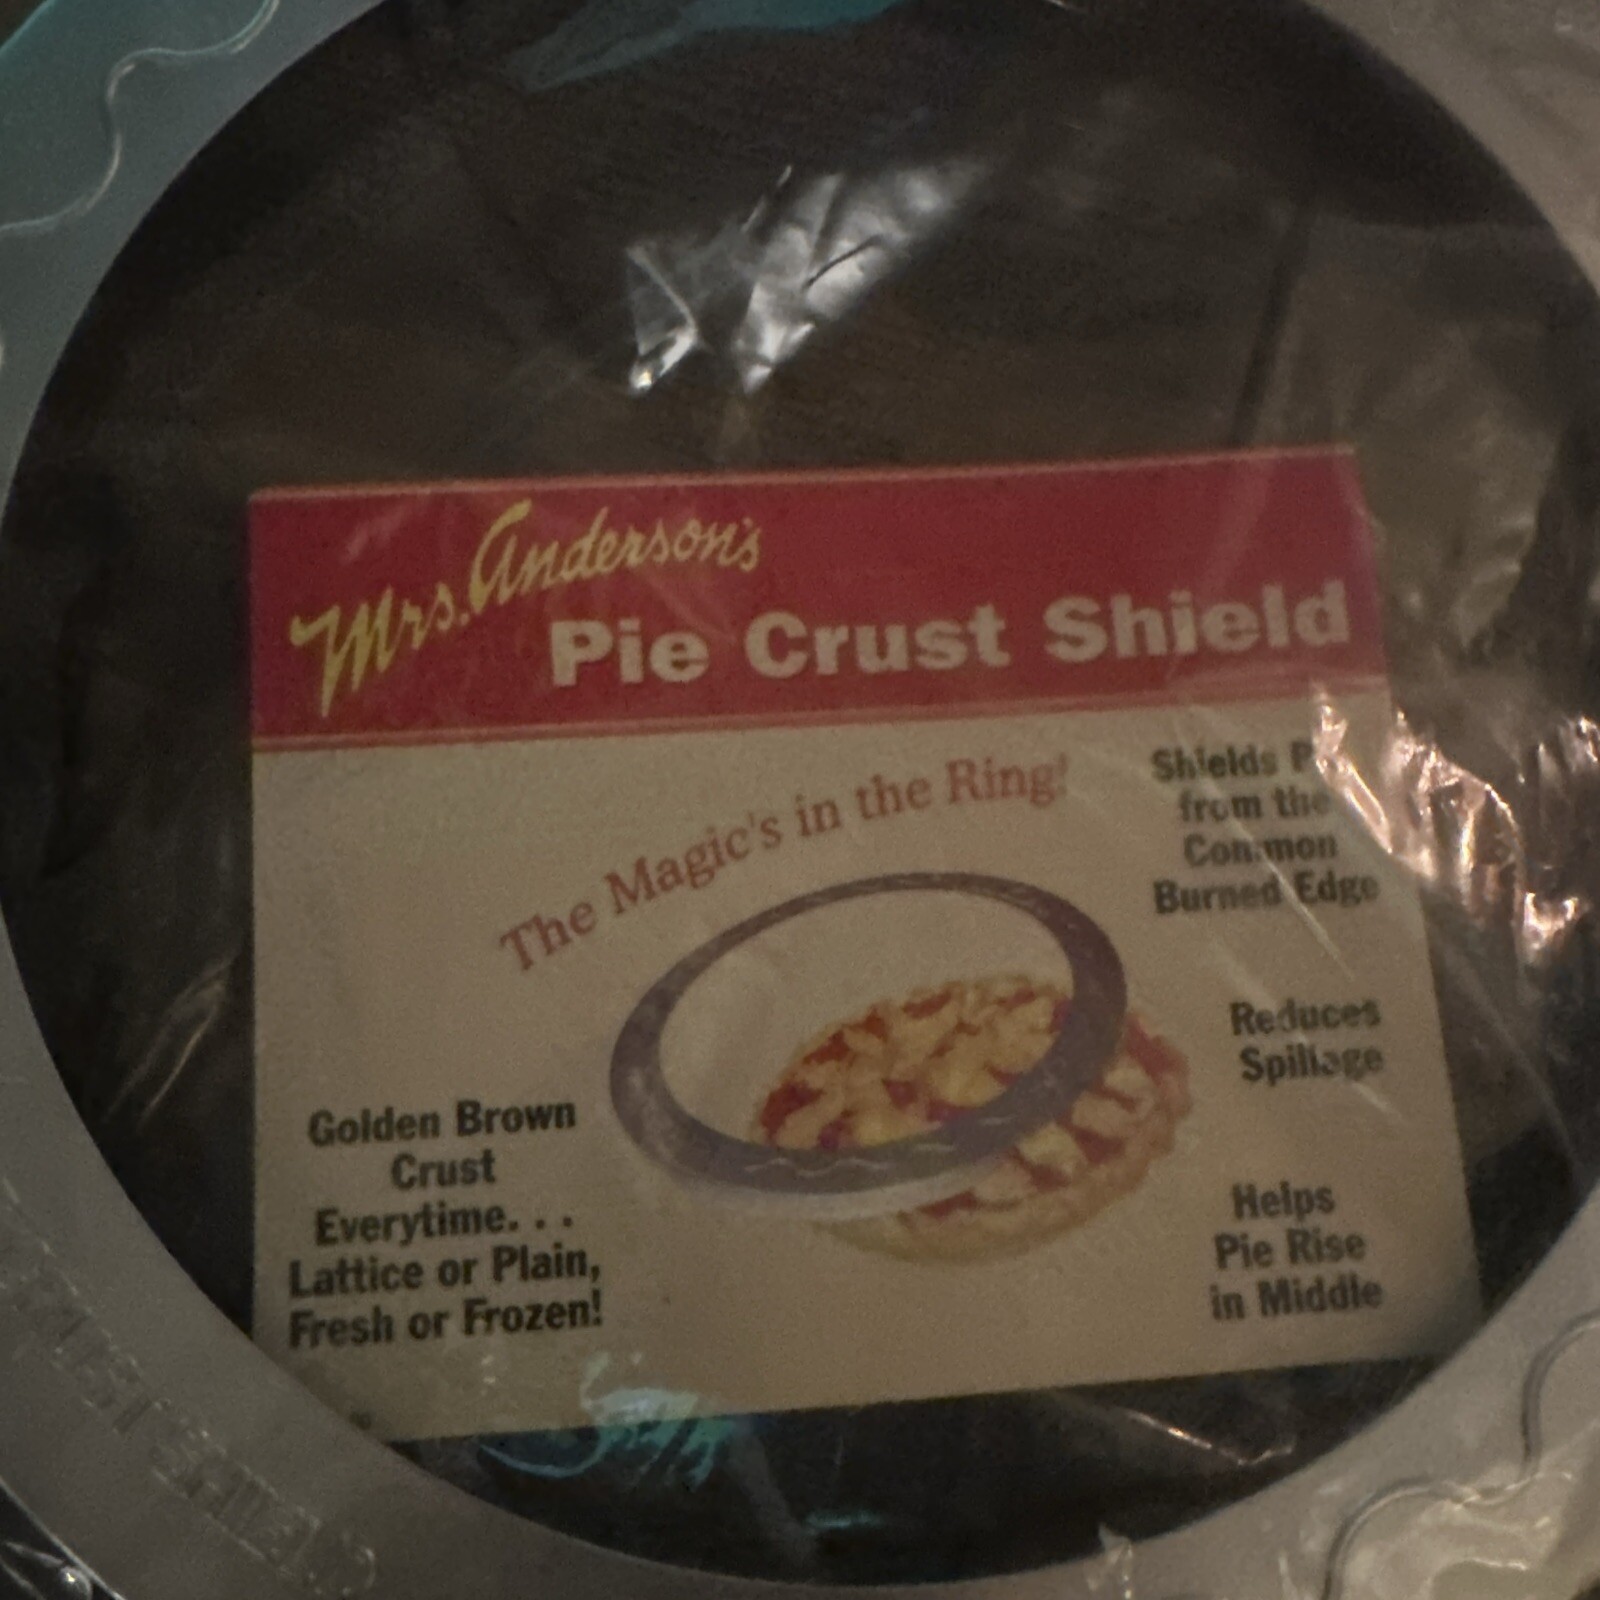 Mrs. Anderson's
Pie Crust Shield
The Magic's in the Ring!
Shields
from the
Common
Burned Edge
Reduces
Spillage
Helps
Pie Rise
in Middle
Golden Brown
Crust
Everytime. . .
Lattice or Plain,
Fresh or Frozen!